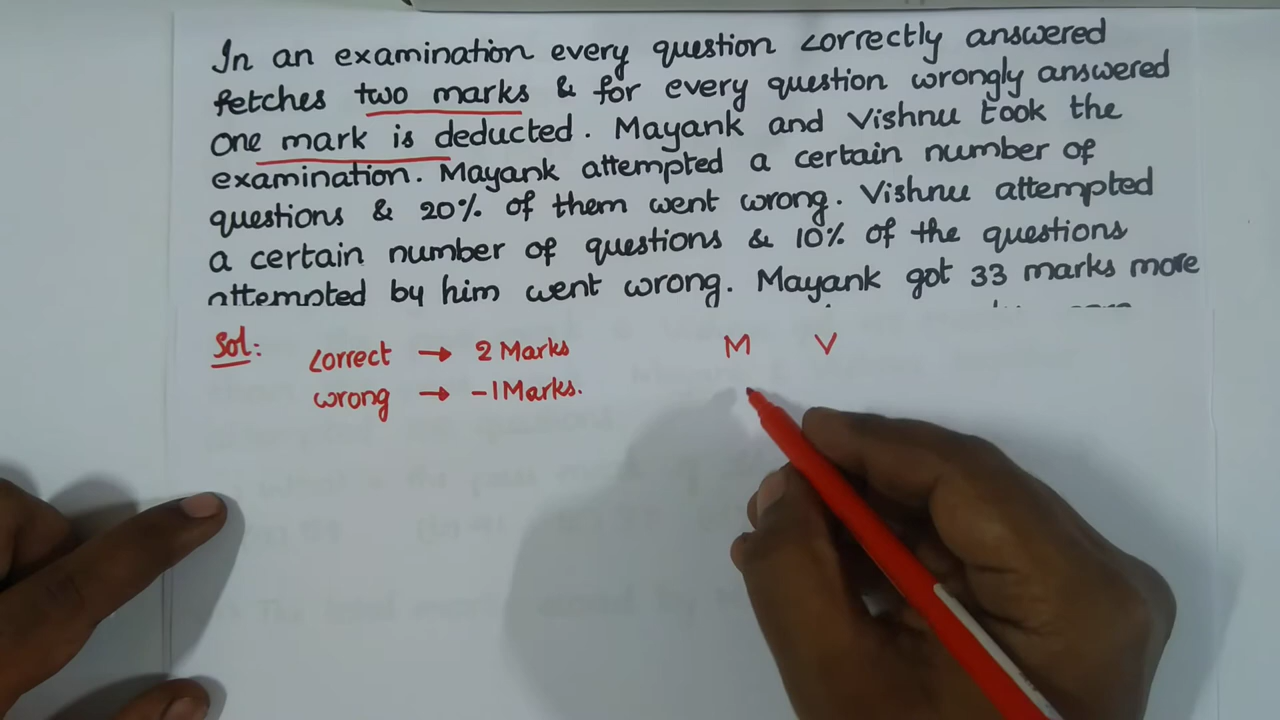 In an examination every question correctly answered
fetches two marks & for every question wrongly answered
one mark is deducted. Mayank and Vishnu took the
examination. Mayank attempted a certain number of
questions & 20% of them went wrong. Vishnu attempted
a certain number of questions & 10% of the questions
attempted by him went wrong. Mayank got 33 marks more
Sol: correct → 2 Marks M V
wrong → -1 Marks.